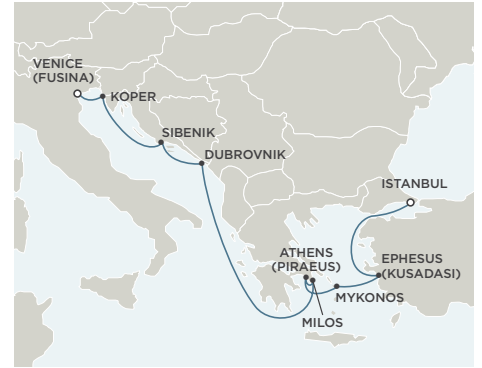 VENICE
(FUSINA)
KOPER
SIBENIK
DUBROVNIK
ISTANBUL
ATHENS
(PIRAEUS)
EPHESUS
(KUSADASI)
MYKONOS
MILOS